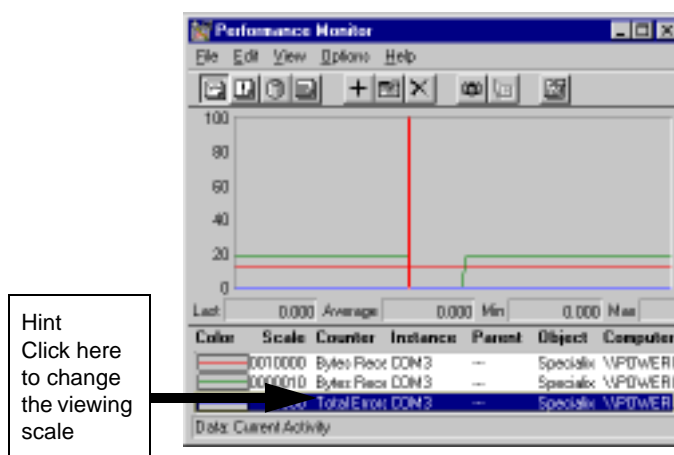 Performance Monitor
File Edit View Options Help
100
80
60
40
20
0
Last 0.000 Average 0.000 Min 0.000 Max
Color Scale Counter Instance Parent Object Computer
0010000 Bytes Rece COM3 --- Specialix \\POWER
0000010 Bytes Rece COM3 --- Specialix \\POWER
Total Errors COM3 --- Specialix \\POWER
Data: Current Activity
Hint
Click here
to change
the viewing
scale